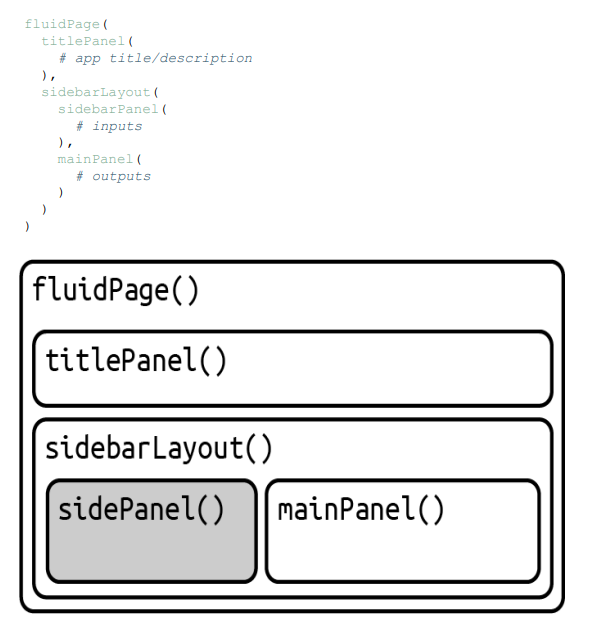 fluidPage(
  titlePanel(
    # app title/description
  ),
  sidebarLayout(
    sidebarPanel(
      # inputs
    ),
    mainPanel(
      # outputs
    )
  )
)
fluidPage()
titlePanel()
sidebarLayout()
sidePanel() mainPanel()